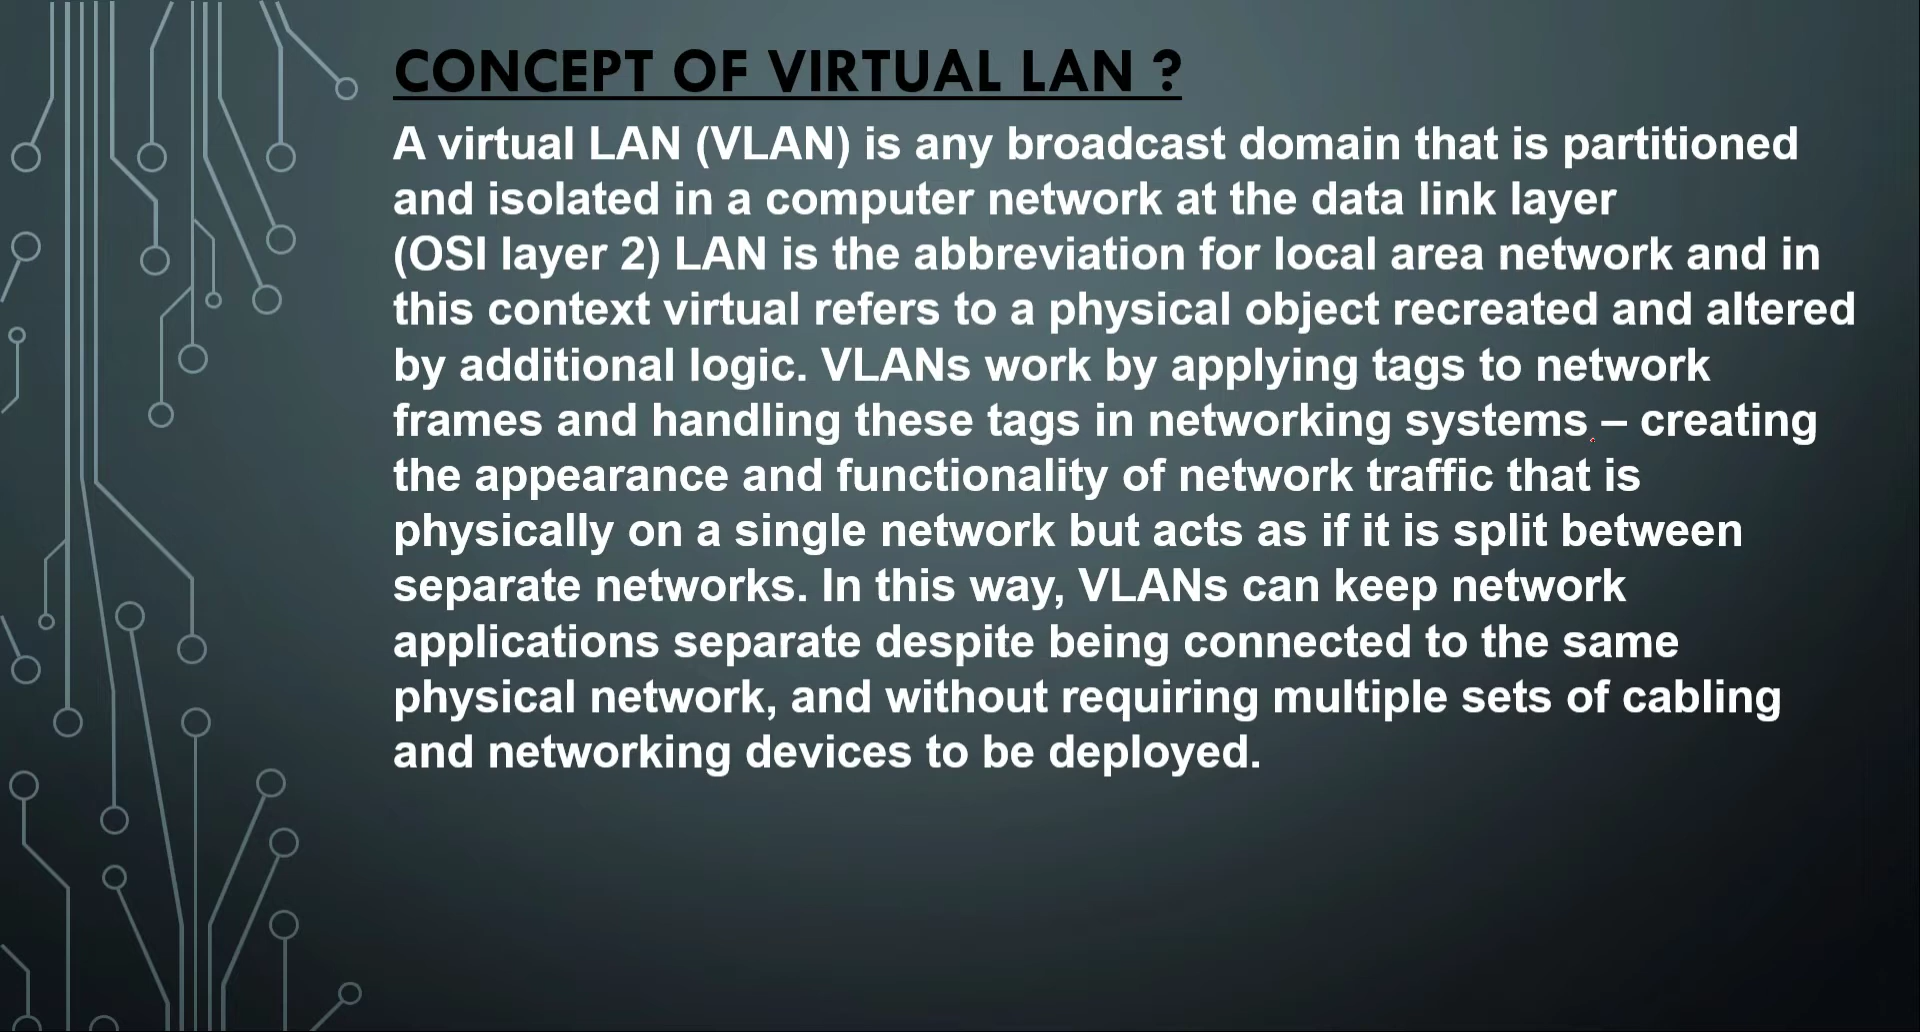 CONCEPT OF VIRTUAL LAN ?
A virtual LAN (VLAN) is any broadcast domain that is partitioned
and isolated in a computer network at the data link layer
(OSI layer 2) LAN is the abbreviation for local area network and in
this context virtual refers to a physical object recreated and altered
by additional logic. VLANs work by applying tags to network
frames and handling these tags in networking systems – creating
the appearance and functionality of network traffic that is
physically on a single network but acts as if it is split between
separate networks. In this way, VLANs can keep network
applications separate despite being connected to the same
physical network, and without requiring multiple sets of cabling
and networking devices to be deployed.